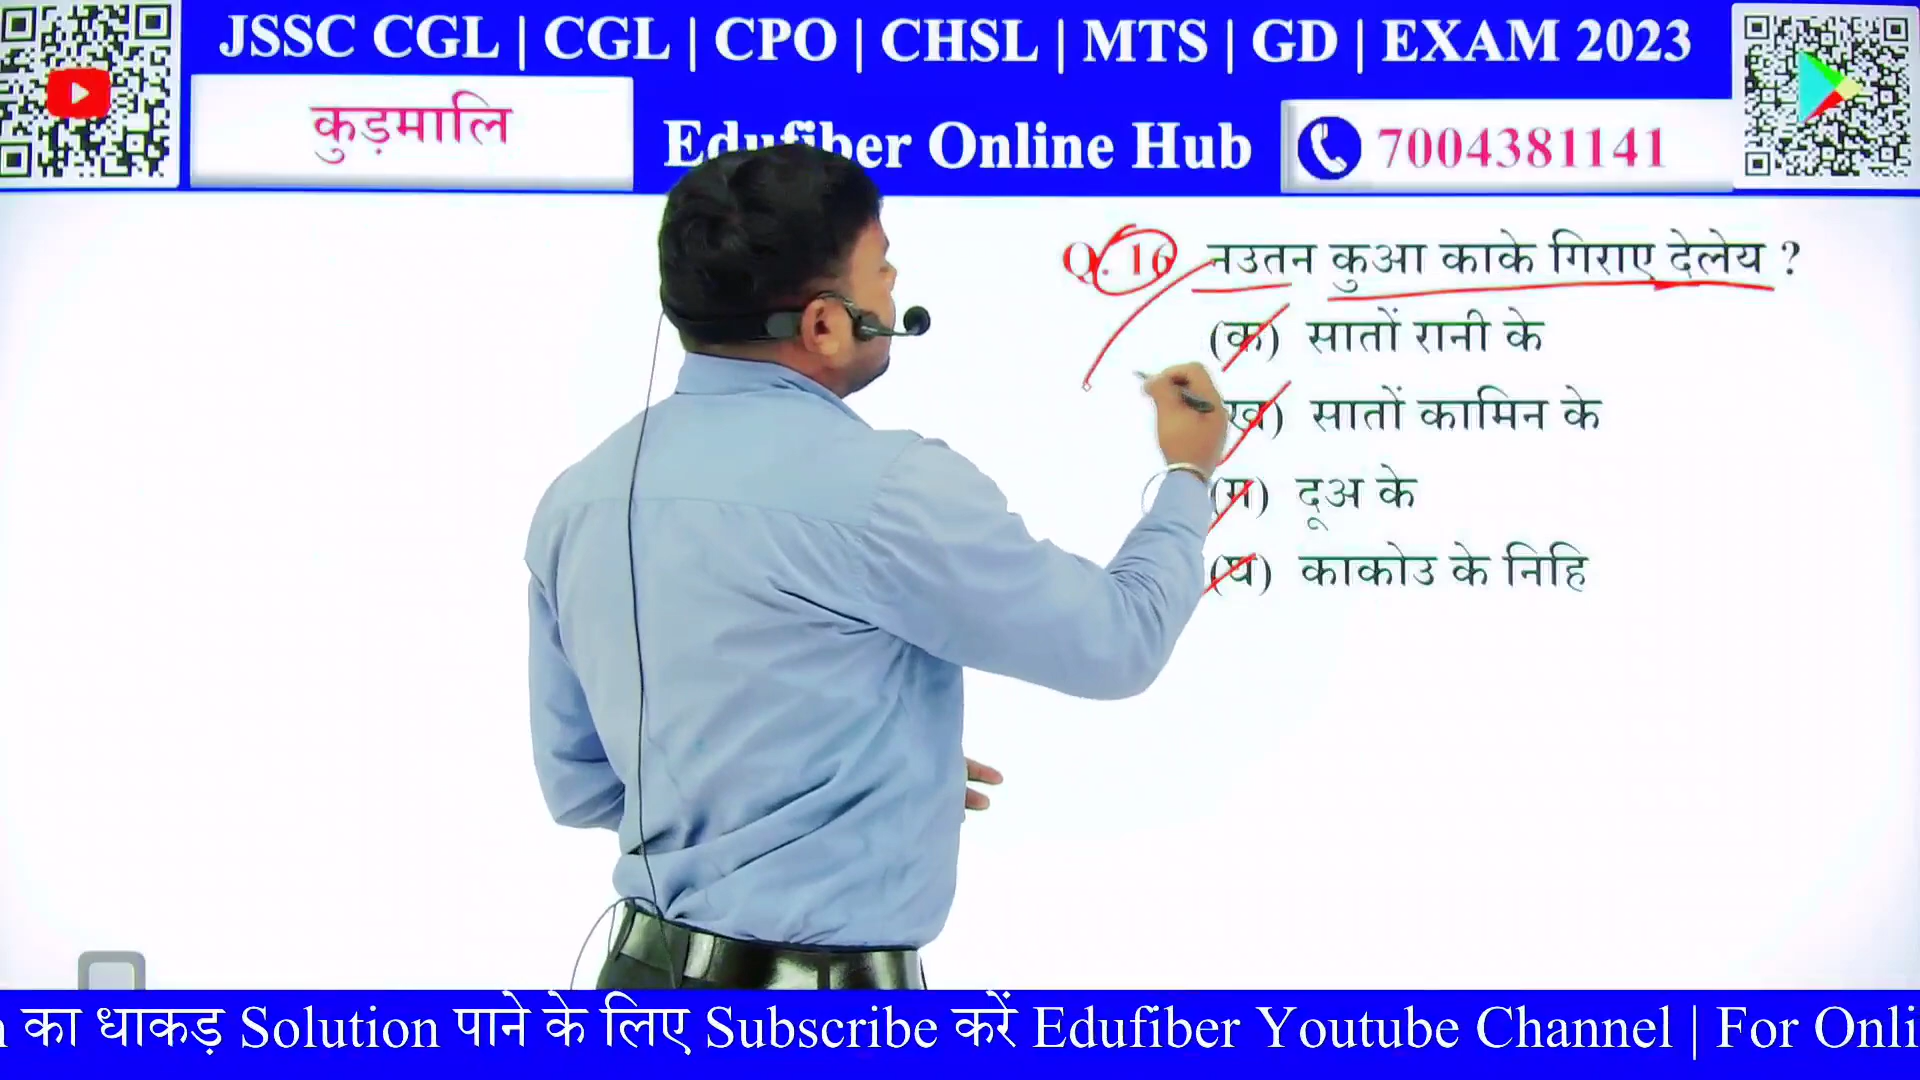 JSSC CGL | CGL | CPO | CHSL | MTS | GD | EXAM 2023
कुड़मालि
Edufiber Online Hub
7004381141
Q. 16 नउतन कुआ काके गिराए देलेय ?
(क) सातों रानी के
(ख) सातों कामिन के
(ग) दूअ के
(घ) काकोउ के निहि
का धाकड़ Solution पाने के लिए Subscribe करें Edufiber Youtube Channel | For Onli